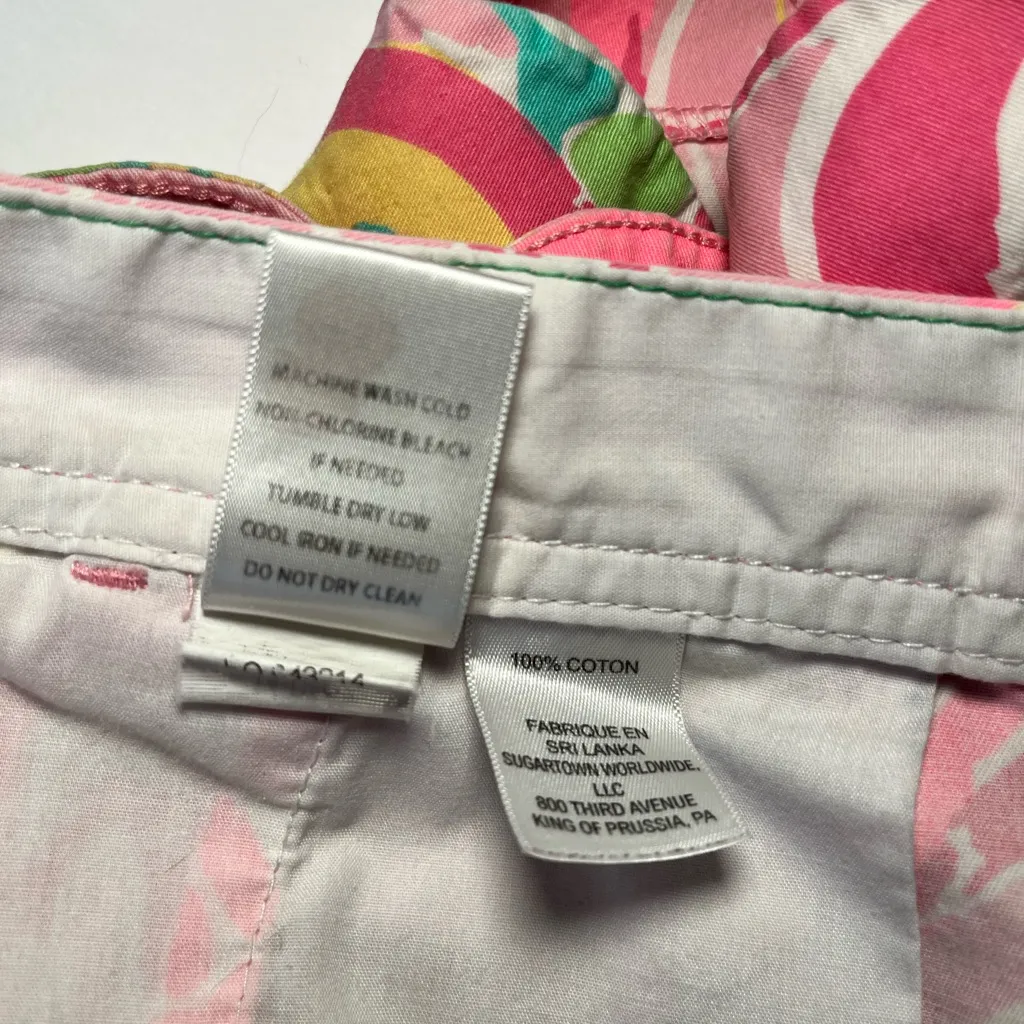 MACHINE WASH COLD
NON-CHLORINE BLEACH
IF NEEDED
TUMBLE DRY LOW
COOL IRON IF NEEDED
DO NOT DRY CLEAN
100% COTON
FABRIQUE EN
SRI LANKA
SUGARTOWN WORLDWIDE,
LLC
800 THIRD AVENUE
KING OF PRUSSIA, PA